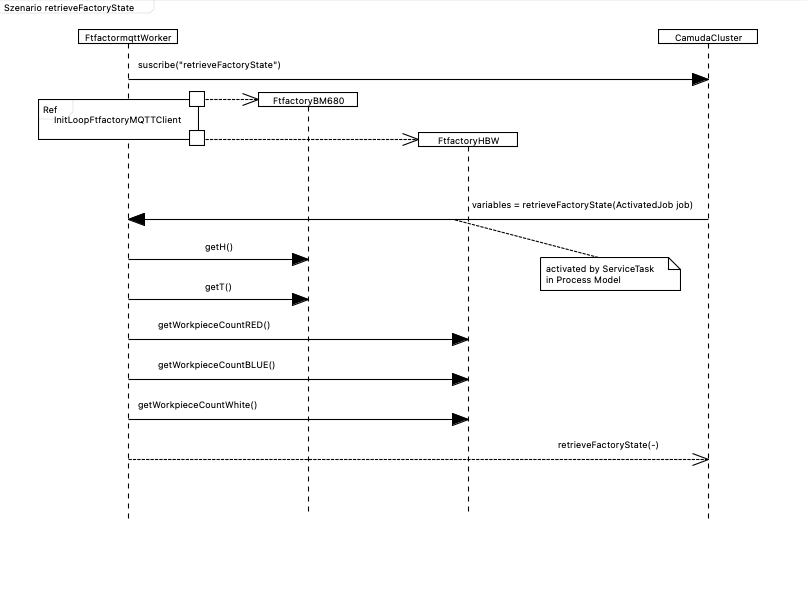 Szenario retrieveFactoryState
FtfactormqttWorker
CamudaCluster
suscribe("retrieveFactoryState")
FtfactoryBM680
Ref
InitLoopFtfactoryMQTTClient
FtfactoryHBW
variables = retrieveFactoryState(ActivatedJob job)
getH()
activated by ServiceTask
in Process Model
getT()
getWorkpieceCountRED()
getWorkpieceCountBLUE()
getWorkpieceCountWhite()
retrieveFactoryState(-)